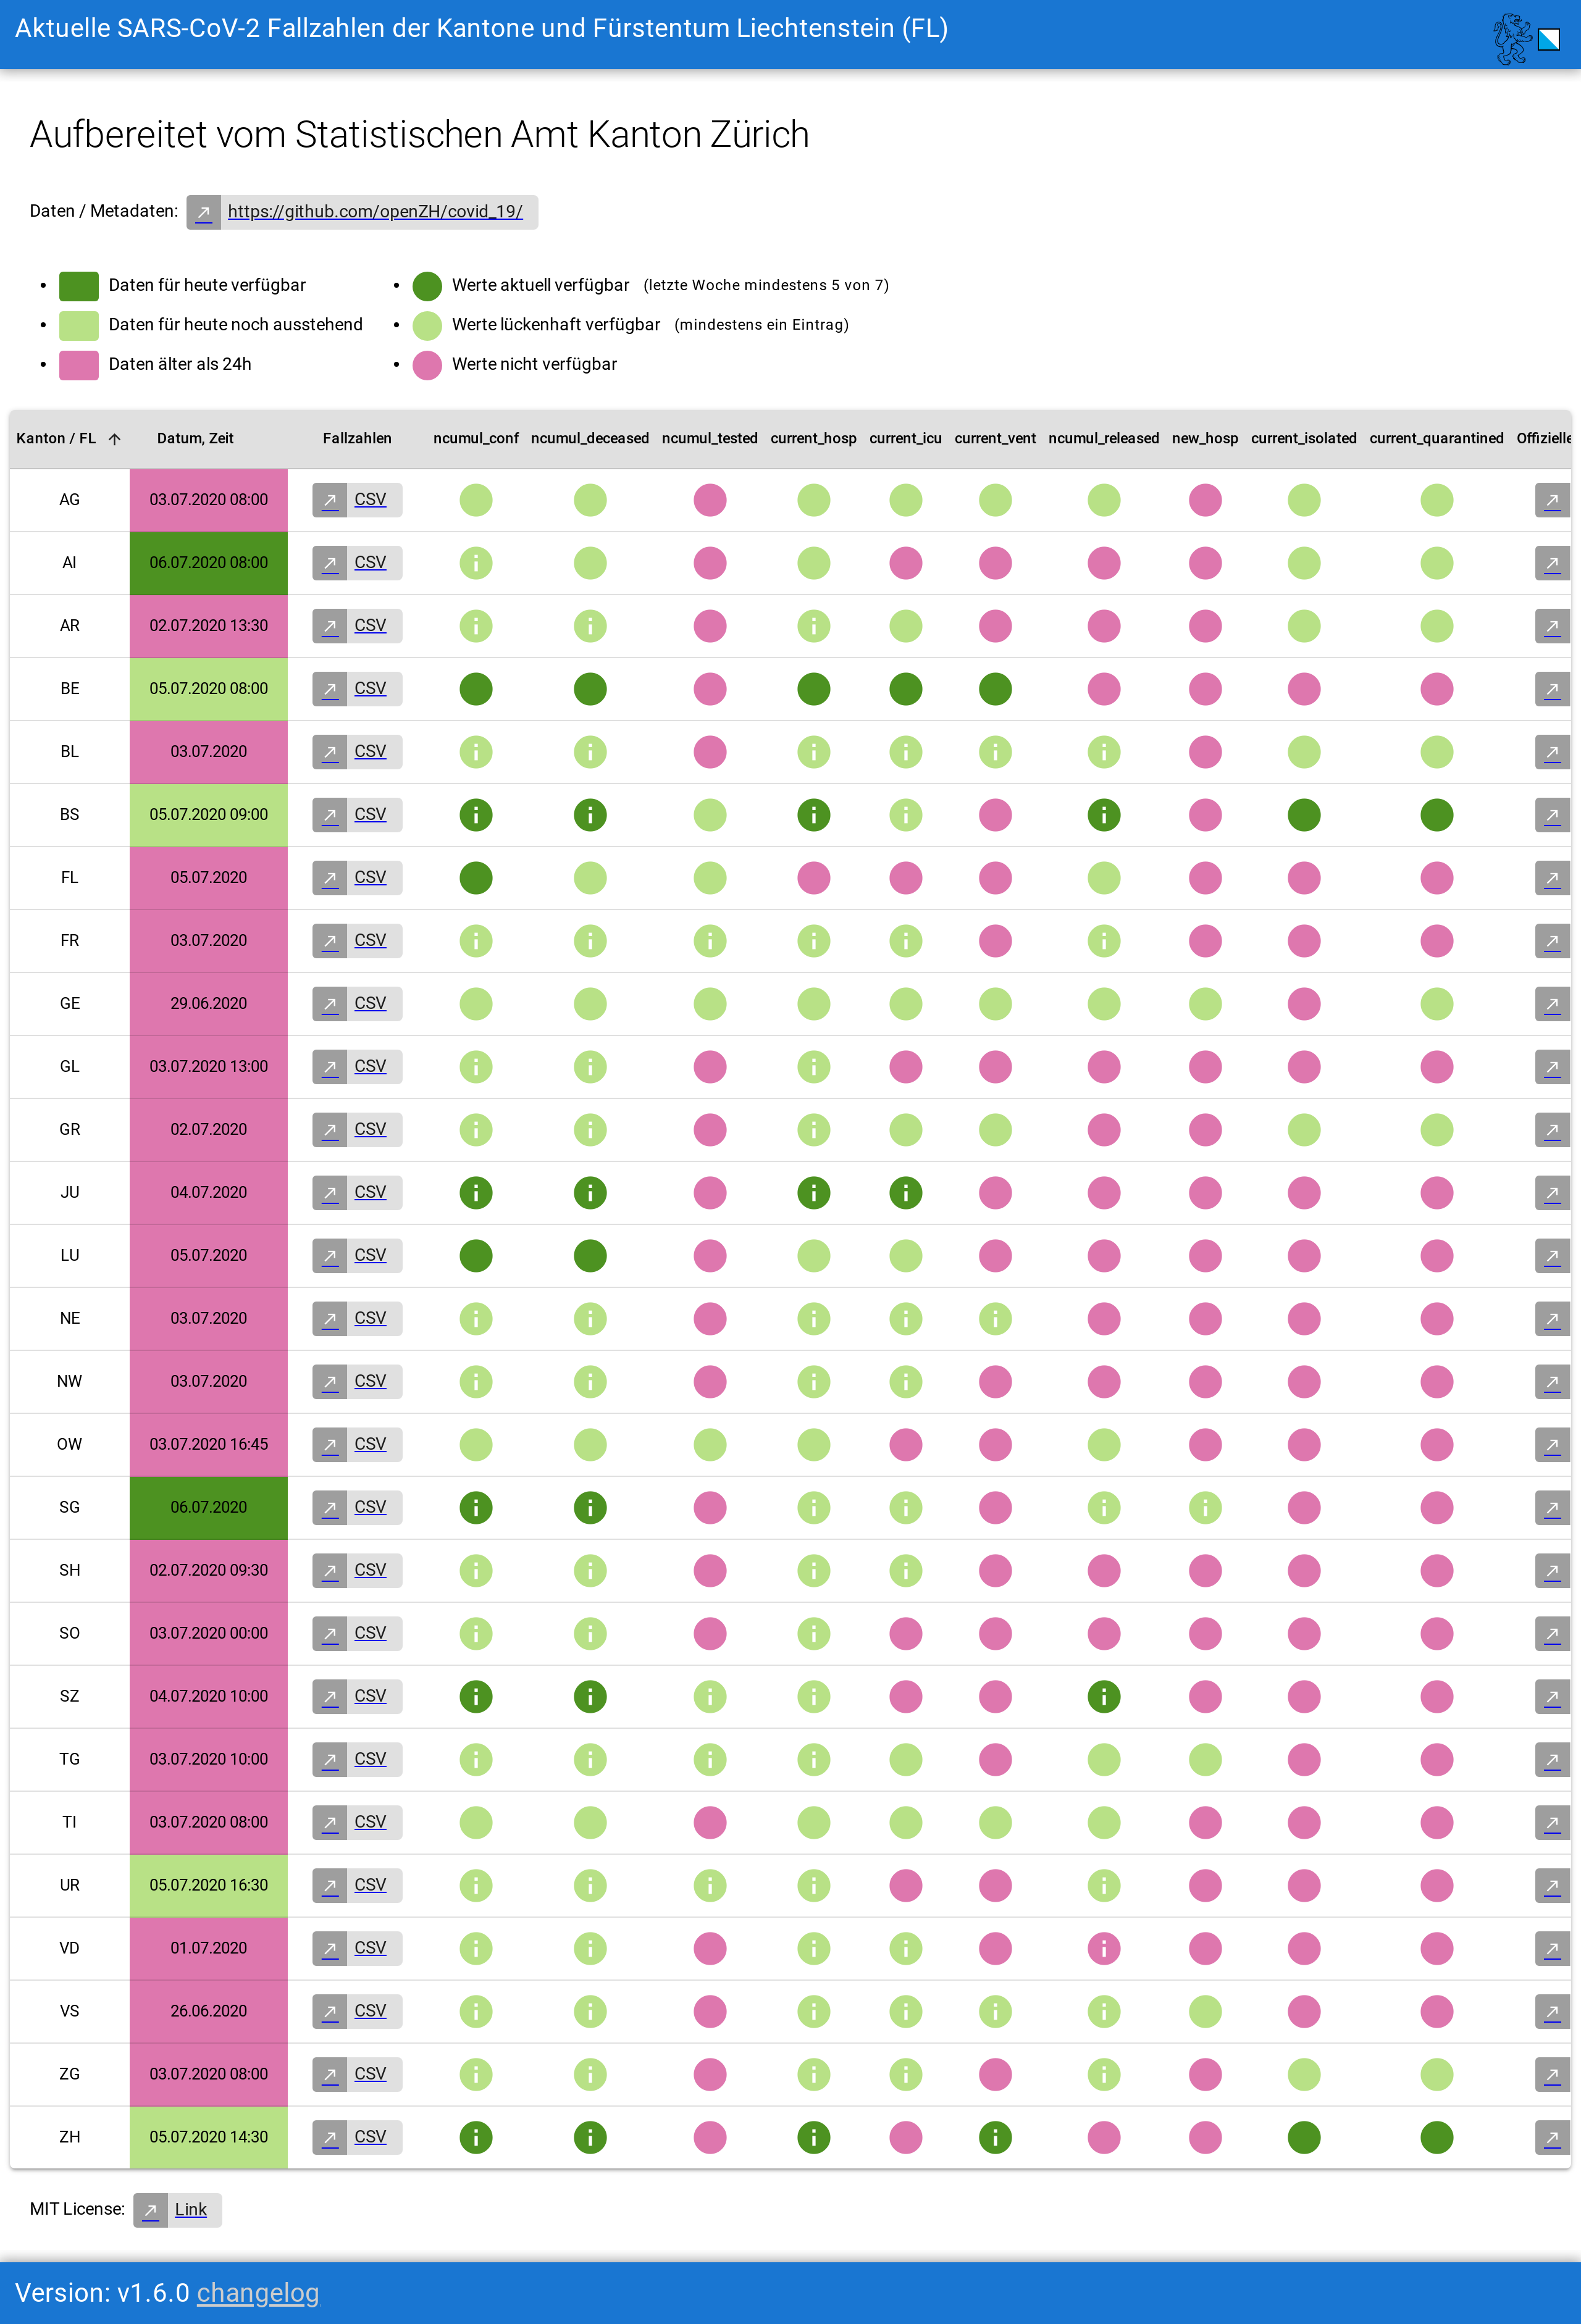 Aktuelle SARS-CoV-2 Fallzahlen der Kantone und Fürstentum Liechtenstein (FL)
Aufbereitet vom Statistischen Amt Kanton Zürich
Daten / Metadaten: https://github.com/openZH/covid_19/
Daten für heute verfügbar
Daten für heute noch ausstehend
Daten älter als 24h
Werte aktuell verfügbar (letzte Woche mindestens 5 von 7)
Werte lückenhaft verfügbar (mindestens ein Eintrag)
Werte nicht verfügbar
Kanton / FL Datum, Zeit Fallzahlen ncumul_conf ncumul_deceased ncumul_tested current_hosp current_icu current_vent ncumul_released new_hosp current_isolated current_quarantined Offizielle
AG 03.07.2020 08:00 CSV
AI 06.07.2020 08:00 CSV
AR 02.07.2020 13:30 CSV
BE 05.07.2020 08:00 CSV
BL 03.07.2020 CSV
BS 05.07.2020 09:00 CSV
FL 05.07.2020 CSV
FR 03.07.2020 CSV
GE 29.06.2020 CSV
GL 03.07.2020 13:00 CSV
GR 02.07.2020 CSV
JU 04.07.2020 CSV
LU 05.07.2020 CSV
NE 03.07.2020 CSV
NW 03.07.2020 CSV
OW 03.07.2020 16:45 CSV
SG 06.07.2020 CSV
SH 02.07.2020 09:30 CSV
SO 03.07.2020 00:00 CSV
SZ 04.07.2020 10:00 CSV
TG 03.07.2020 10:00 CSV
TI 03.07.2020 08:00 CSV
UR 05.07.2020 16:30 CSV
VD 01.07.2020 CSV
VS 26.06.2020 CSV
ZG 03.07.2020 08:00 CSV
ZH 05.07.2020 14:30 CSV
MIT License: Link
Version: v1.6.0 changelog